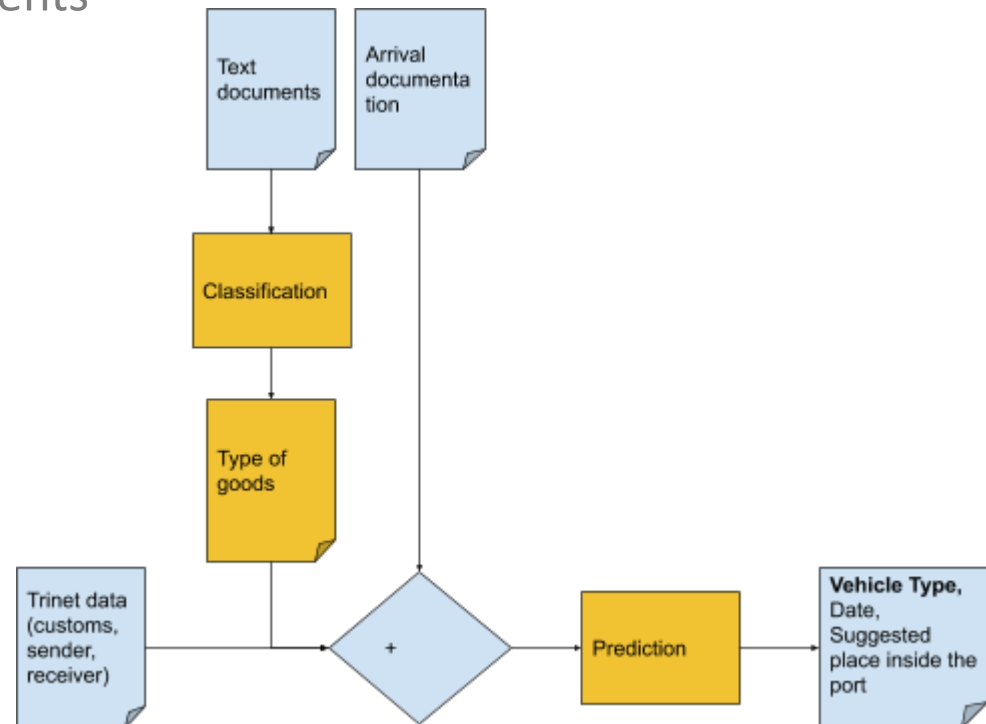 ents
Text
documents
Arrival
documenta
tion
Classification
Type of
goods
Trinet data
(customs,
sender,
receiver)
+
Prediction
Vehicle Type,
Date,
Suggested
place inside the
port